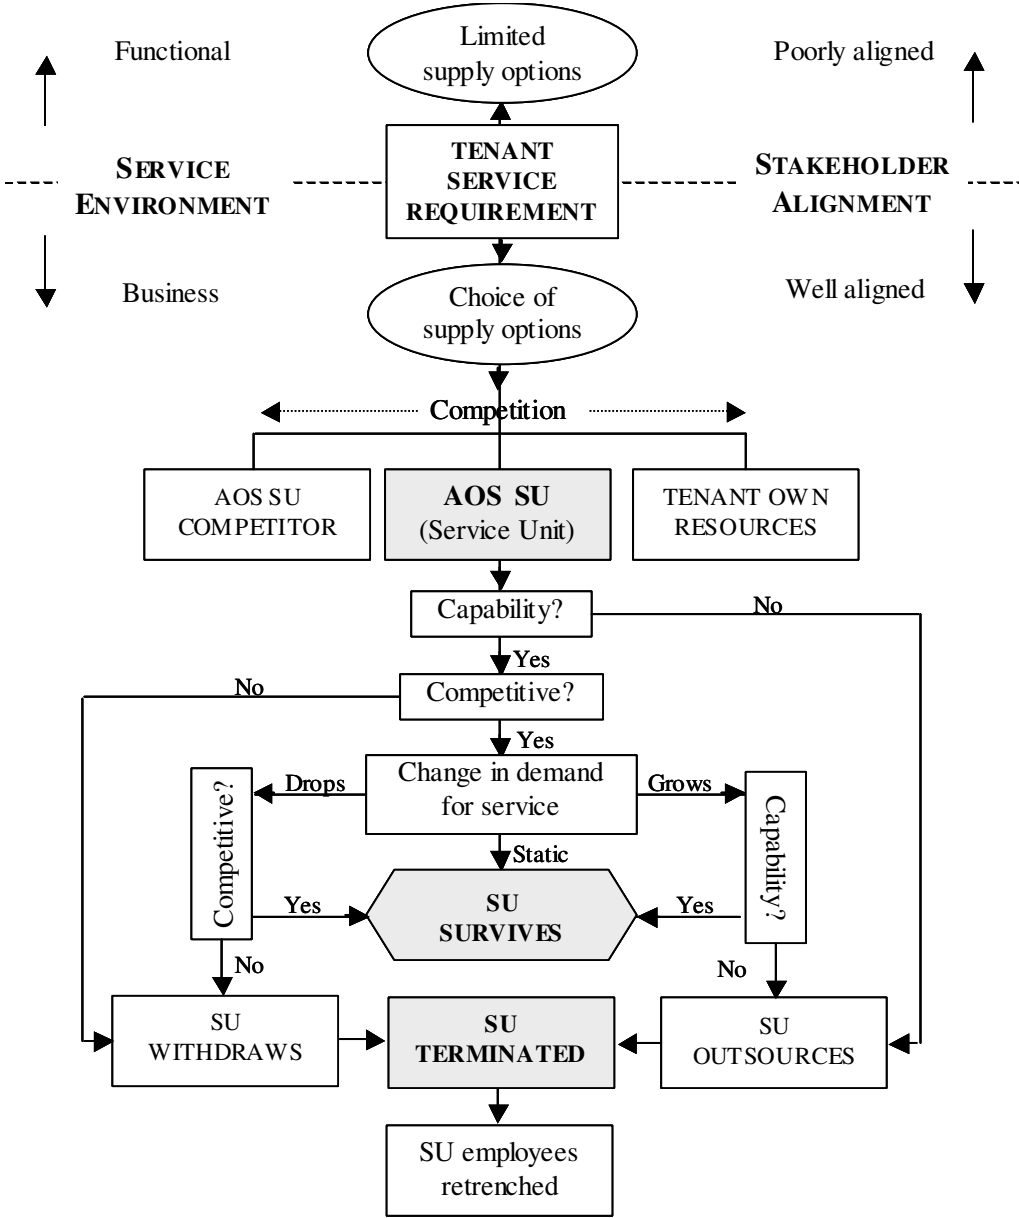 Functional
Limited
supply options
Poorly aligned
SERVICE
ENVIRONMENT
TENANT
SERVICE
REQUIREMENT
STAKEHOLDER
ALIGNMENT
Business
Choice of
supply options
Well aligned
Competition
AOS SU
COMPETITOR
AOS SU
(Service Unit)
TENANT OWN
RESOURCES
Capability?
No
Yes
No
Competitive?
Yes
Drops
Change in demand
for service
Grows
Competitive?
Capability?
Static
Yes
SU
SURVIVES
Yes
No
No
SU
WITHDRAWS
SU
TERMINATED
SU
OUTSOURCES
SU employees
retrenched